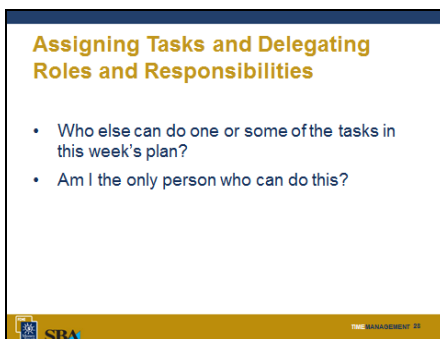 Assigning Tasks and Delegating
Roles and Responsibilities
• Who else can do one or some of the tasks in
this week's plan?
• Am I the only person who can do this?
SBA
TIME MANAGEMENT